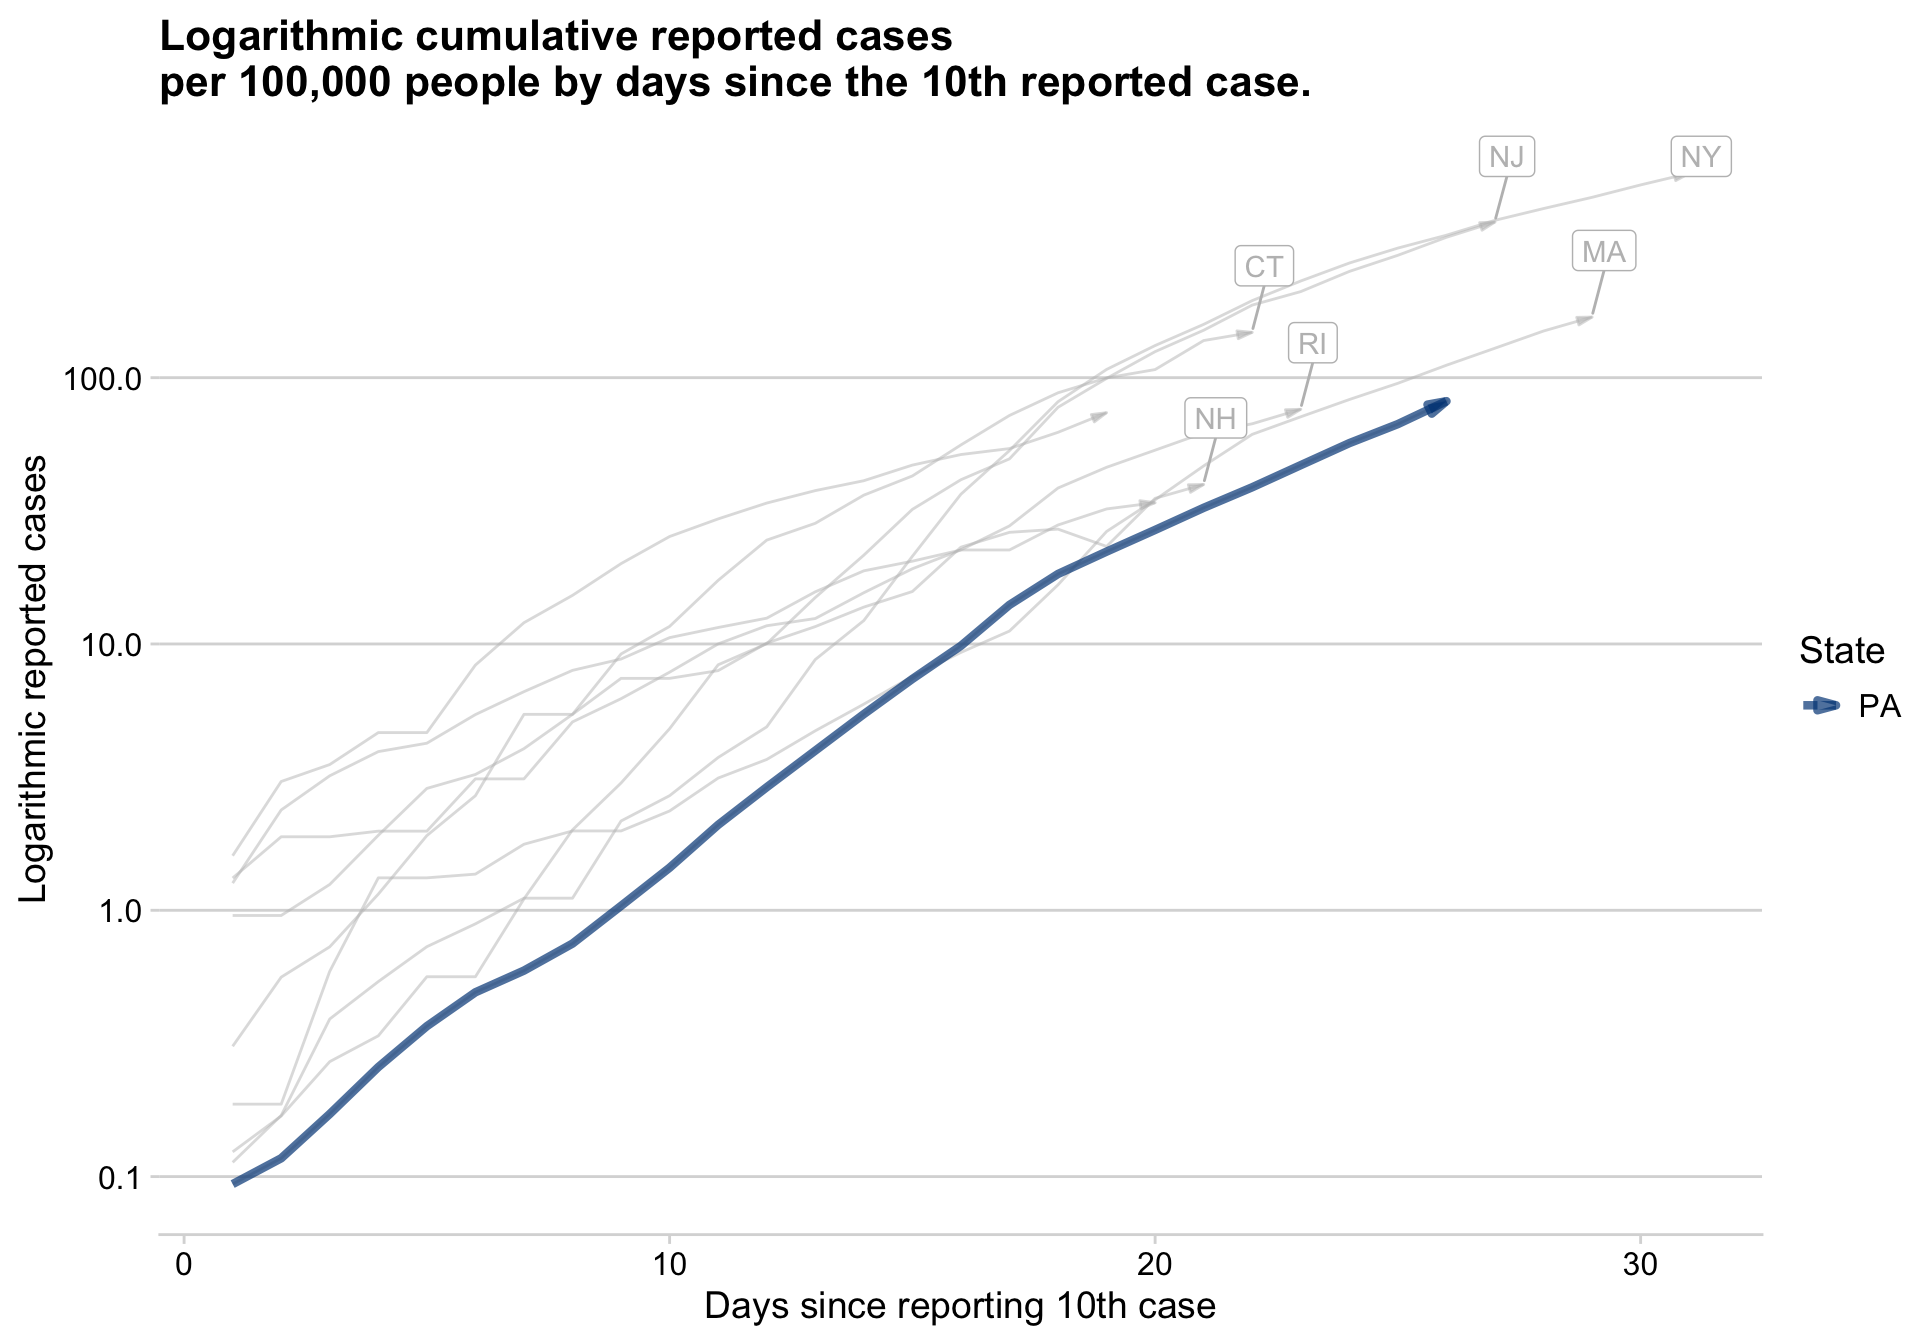 Logarithmic cumulative reported cases
per 100,000 people by days since the 10th reported case.
NJ
NY
MA
CT
RI
NH
100.0
10.0
1.0
0.1
Logarithmic reported cases
0
10
20
30
Days since reporting 10th case
State
PA